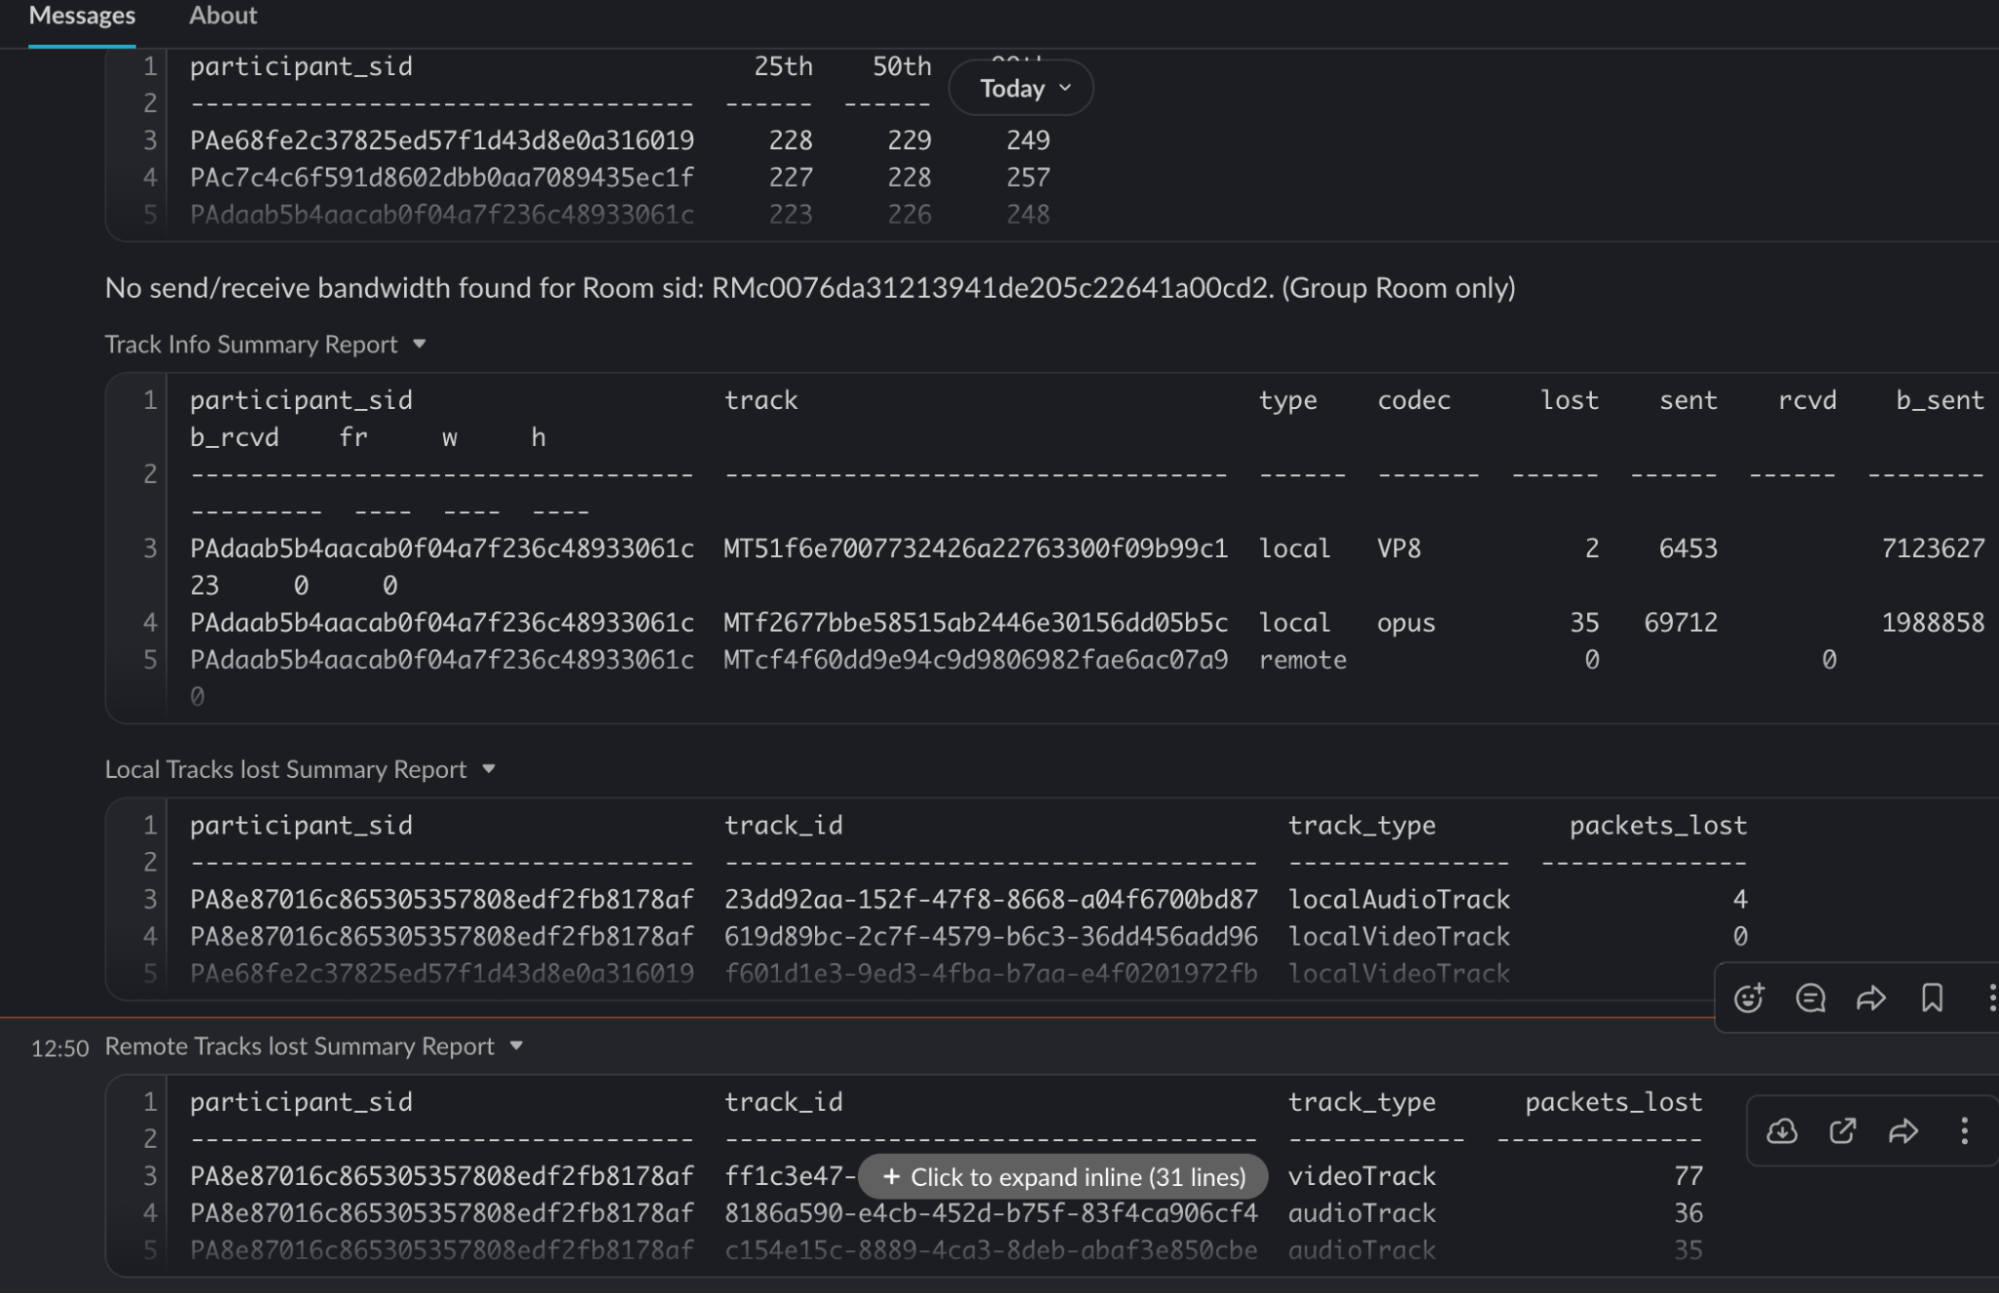 Messages About
1 participant_sid 25th 50th
Today
2 --------------------------------- ------ ------
3 PAe68fe2c37825ed57f1d43d8e0a316019 228 229 249
4 PAc7c4c6f591d8602dbb0aa7089435ec1f 227 228 257
5 PAdaab5b4aacab0f04a7f236c48933061c 223 226 248
No send/receive bandwidth found for Room sid: RMc0076da31213941de205c22641a00cd2. (Group Room only)
Track Info Summary Report
1 participant_sid track type codec lost sent rcvd b_sent
b_rcvd fr w h
2 ---------------------------------- ---------------------------------- ------ ------- ------ ------ ------ --------
--------- ---- ---- ----
3 PAdaab5b4aacab0f04a7f236c48933061c MT51f6e7007732426a22763300f09b99c1 local VP8 2 6453 7123627
23 0 0
4 PAdaab5b4aacab0f04a7f236c48933061c MTf2677bbe58515ab2446e30156dd05b5c local opus 35 69712 1988858
5 PAdaab5b4aacab0f04a7f236c48933061c MTcf4f60dd9e94c9d9806982fae6ac07a9 remote 0 0
0
Local Tracks lost Summary Report
1 participant_sid track_id track_type packets_lost
2 ---------------------------------- ------------------------------------ --------------- --------------
3 PA8e87016c865305357808edf2fb8178af 23dd92aa-152f-47f8-8668-a04f6700bd87 localAudioTrack 4
4 PA8e87016c865305357808edf2fb8178af 619d89bc-2c7f-4579-b6c3-36dd456add96 localVideoTrack 0
5 PAe68fe2c37825ed57f1d43d8e0a316019 f601d1e3-9ed3-4fba-b7aa-e4f0201972fb localVideoTrack
12:50 Remote Tracks lost Summary Report
1 participant_sid track_id track_type packets_lost
2 ---------------------------------- ------------------------------------ ------------ --------------
3 PA8e87016c865305357808edf2fb8178af ff1c3e47- + Click to expand inline (31 lines) videoTrack 77
4 PA8e87016c865305357808edf2fb8178af 8186a590-e4cb-452d-b75f-83f4ca906cf4 audioTrack 36
5 PA8e87016c865305357808edf2fb8178af c154e15c-8889-4ca3-8deb-abaf3e850cbe audioTrack 35